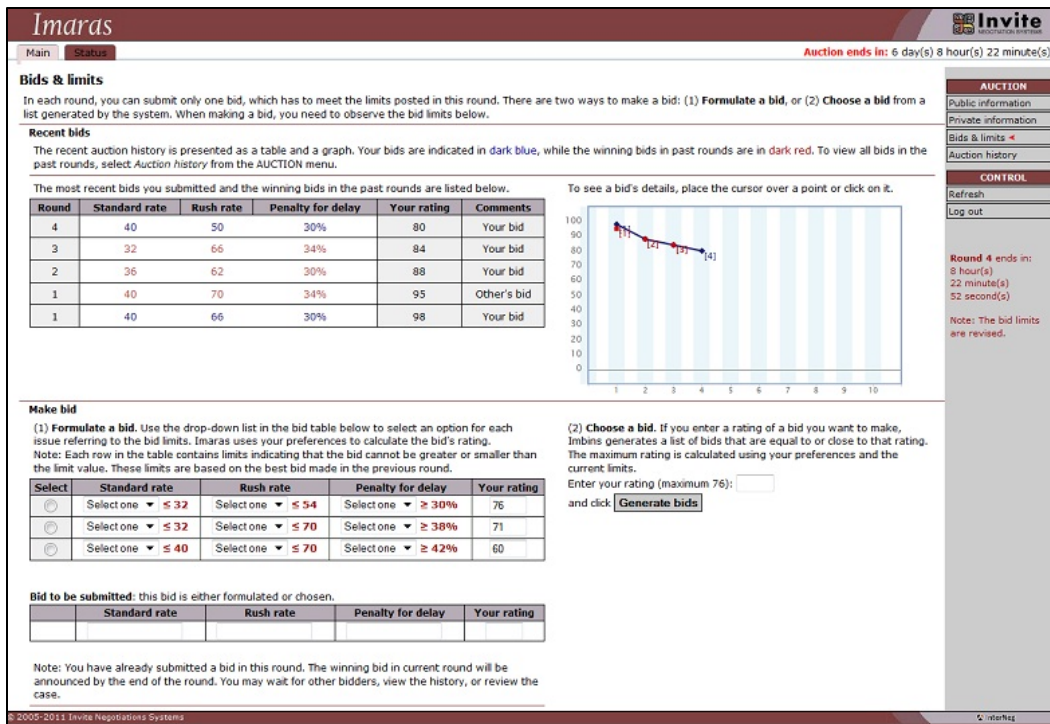 Imaras
Invite
NEGOTIATION SYSTEMS
Main Status
Auction ends in: 6 day(s) 8 hour(s) 22 minute(s)
Bids & limits
In each round, you can submit only one bid, which has to meet the limits posted in this round. There are two ways to make a bid: (1) Formulate a bid, or (2) Choose a bid from a
list generated by the system. When making a bid, you need to observe the bid limits below.
Recent bids
The recent auction history is presented as a table and a graph. Your bids are indicated in dark blue, while the winning bids in past rounds are in dark red. To view all bids in the
past rounds, select Auction history from the AUCTION menu.
The most recent bids you submitted and the winning bids in the past rounds are listed below.
Round Standard rate Rush rate Penalty for delay Your rating Comments
4 40 50 30% 80 Your bid
3 32 66 34% 84 Your bid
2 36 62 30% 88 Your bid
1 40 70 34% 95 Other's bid
1 40 66 30% 98 Your bid
To see a bid's details, place the cursor over a point or click on it.
100
90
80
70
60
50
40
30
20
10
0
[1] [2] [3] [4]
1 2 3 4 5 6 7 8 9 10
Make bid
(1) Formulate a bid. Use the drop-down list in the bid table below to select an option for each
issue referring to the bid limits. Imaras uses your preferences to calculate the bid's rating.
Note: Each row in the table contains limits indicating that the bid cannot be greater or smaller than
the limit value. These limits are based on the best bid made in the previous round.
Select Standard rate Rush rate Penalty for delay Your rating
Select one ≤ 32 Select one ≤ 54 Select one ≥ 30% 76
Select one ≤ 32 Select one ≤ 70 Select one ≥ 38% 71
Select one ≤ 40 Select one ≤ 70 Select one ≥ 42% 60
(2) Choose a bid. If you enter a rating of a bid you want to make,
Imbins generates a list of bids that are equal to or close to that rating.
The maximum rating is calculated using your preferences and the
current limits.
Enter your rating (maximum 76):
and click Generate bids
Bid to be submitted: this bid is either formulated or chosen.
Standard rate Rush rate Penalty for delay Your rating
Note: You have already submitted a bid in this round. The winning bid in current round will be
announced by the end of the round. You may wait for other bidders, view the history, or review the
case.
AUCTION
Public information
Private information
Bids & limits
Auction history
CONTROL
Refresh
Log out
Round 4 ends in:
8 hour(s)
22 minute(s)
52 second(s)
Note: The bid limits
are revised.
© 2005-2011 Invite Negotiations Systems
InterNeg